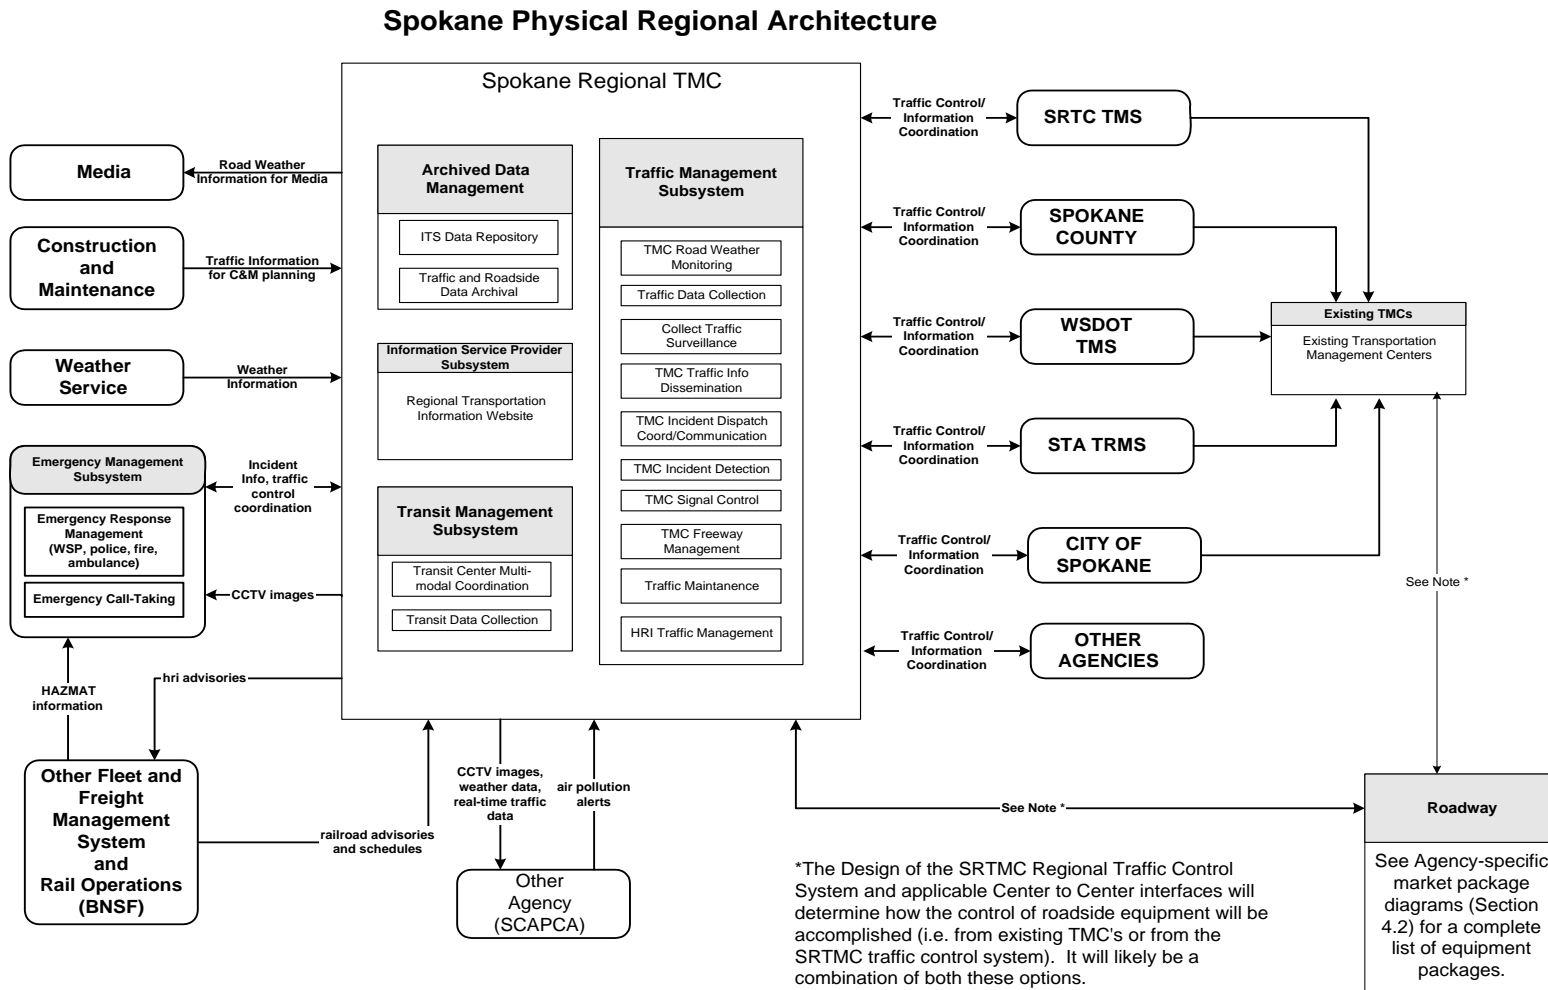 Spokane Physical Regional Architecture
Spokane Regional TMC
Media
Road Weather
Information for Media
Construction
and
Maintenance
Traffic Information
for C&M planning
Weather
Service
Weather
Information
Emergency Management
Subsystem
Emergency Response
Management
(WSP, police, fire,
ambulance)
Emergency Call-Taking
Incident
Info, traffic
control
coordination
CCTV images
HAZMAT
information
hri advisories
Other Fleet and
Freight
Management
System
and
Rail Operations
(BNSF)
railroad advisories
and schedules
Archived Data
Management
ITS Data Repository
Traffic and Roadside
Data Archival
Information Service Provider
Subsystem
Regional Transportation
Information Website
Transit Management
Subsystem
Transit Center Multi-
modal Coordination
Transit Data Collection
Traffic Management
Subsystem
TMC Road Weather
Monitoring
Traffic Data Collection
Collect Traffic
Surveillance
TMC Traffic Info
Dissemination
TMC Incident Dispatch
Coord/Communication
TMC Incident Detection
TMC Signal Control
TMC Freeway
Management
Traffic Maintanence
HRI Traffic Management
CCTV images,
weather data,
real-time traffic
data
air pollution
alerts
Other
Agency
(SCAPCA)
Traffic Control/
Information
Coordination
SRTC TMS
Traffic Control/
Information
Coordination
SPOKANE
COUNTY
Traffic Control/
Information
Coordination
WSDOT
TMS
Traffic Control/
Information
Coordination
STA TRMS
Traffic Control/
Information
Coordination
CITY OF
SPOKANE
Traffic Control/
Information
Coordination
OTHER
AGENCIES
Existing TMCs
Existing Transportation
Management Centers
See Note *
See Note *
Roadway
See Agency-specific
market package
diagrams (Section
4.2) for a complete
list of equipment
packages.
*The Design of the SRTMC Regional Traffic Control
System and applicable Center to Center interfaces will
determine how the control of roadside equipment will be
accomplished (i.e. from existing TMC's or from the
SRTMC traffic control system).  It will likely be a
combination of both these options.